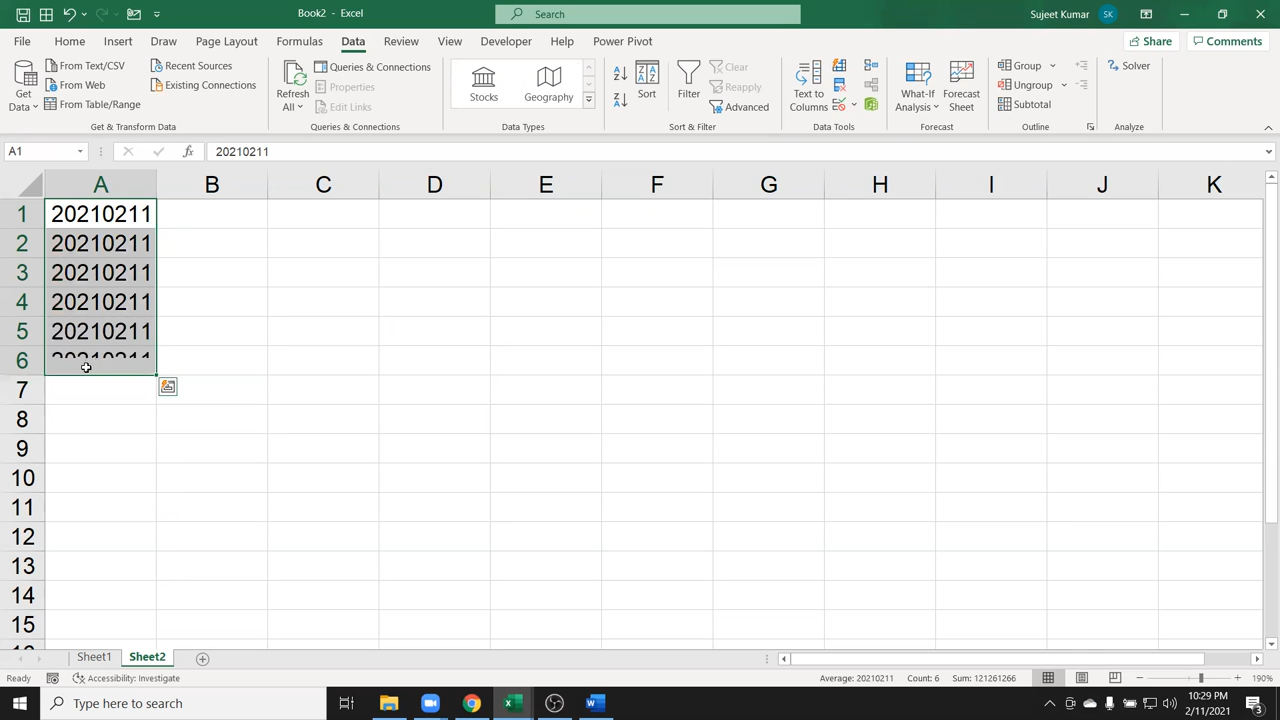 Book2 - Excel
Search
Sujeet Kumar
SK
File Home Insert Draw Page Layout Formulas Data Review View Developer Help Power Pivot
Share
Comments
Get Data
From Text/CSV
From Web
From Table/Range
Recent Sources
Existing Connections
Get & Transform Data
Refresh All
Queries & Connections
Properties
Edit Links
Queries & Connections
Stocks
Geography
Data Types
Sort
Filter
Clear
Reapply
Advanced
Sort & Filter
Text to Columns
Data Tools
What-If Analysis
Forecast Sheet
Forecast
Group
Ungroup
Subtotal
Outline
Solver
Analyze
A1
fx
20210211
A B C D E F G H I J K
1 20210211
2 20210211
3 20210211
4 20210211
5 20210211
6 20210211
7
8
9
10
11
12
13
14
15
Sheet1 Sheet2
Ready
Accessibility: Investigate
Average: 20210211 Count: 6 Sum: 121261266
190%
Type here to search
10:29 PM
2/11/2021
3